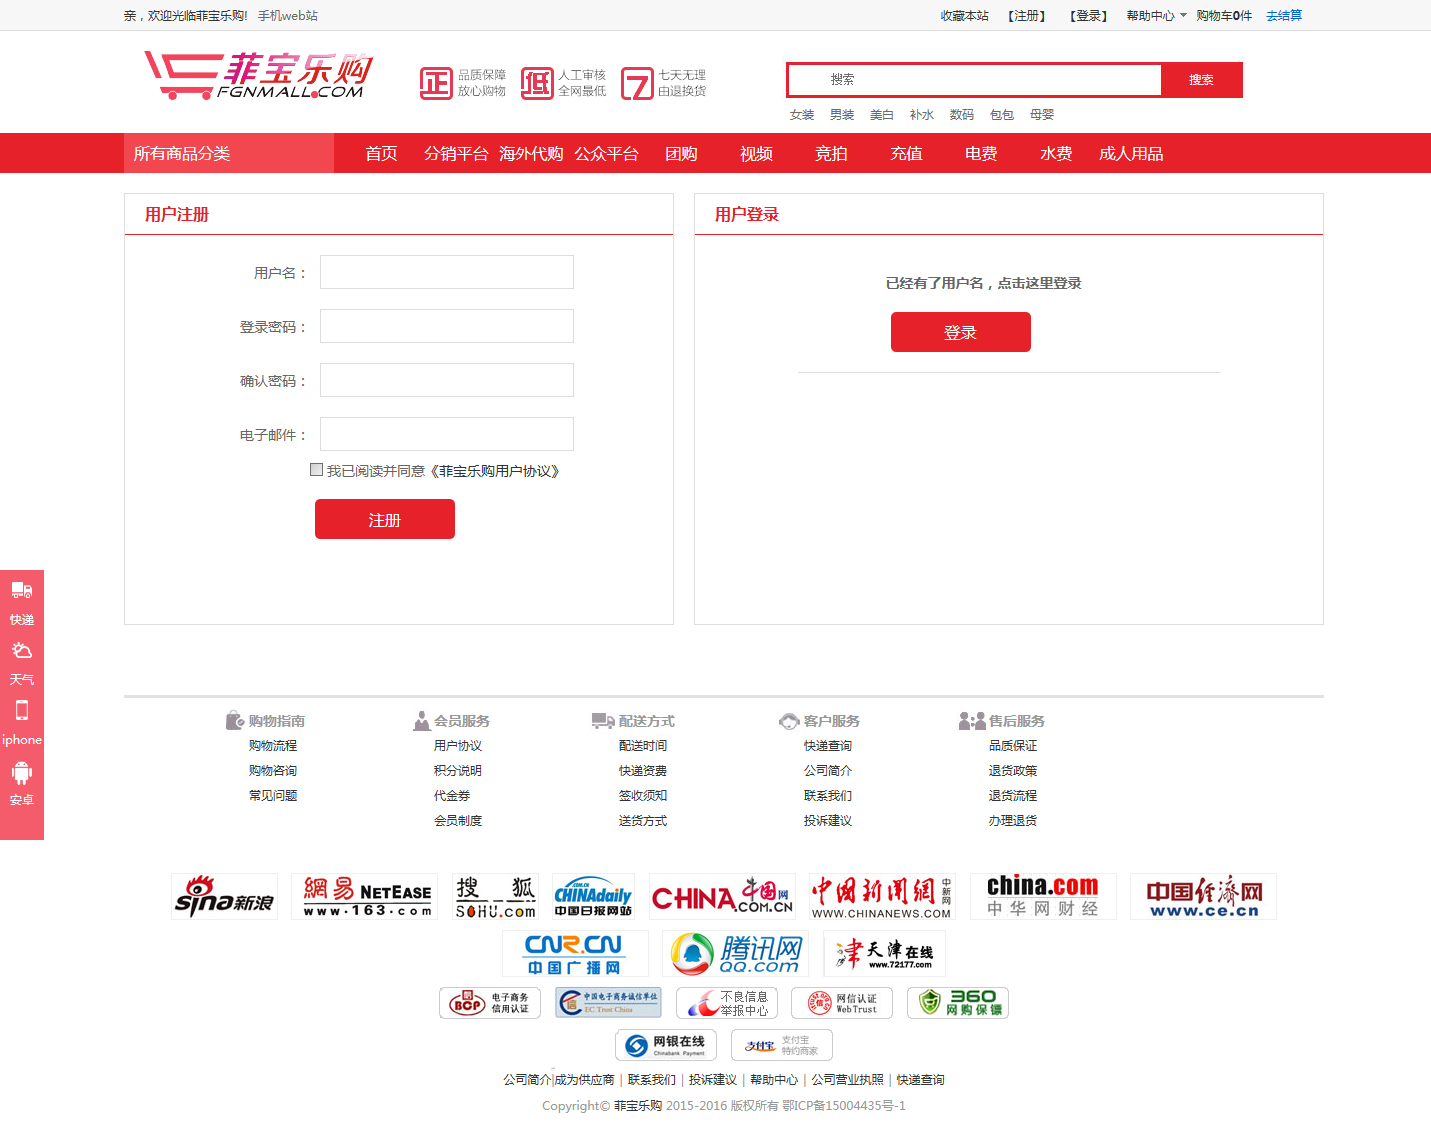 亲，欢迎光临菲宝乐购! 手机web站 收藏本站 【注册】 【登录】 帮助中心 购物车0件 去结算
菲宝乐购
FGNMALL.COM
正 品质保障 放心购物
低 人工审核 全网最低
7 七天无理由退换货
搜索 搜索
女装 男装 美白 补水 数码 包包 母婴
所有商品分类 首页 分销平台 海外代购 公众平台 团购 视频 竞拍 充值 电费 水费 成人用品
用户注册
用户名：
登录密码：
确认密码：
电子邮件：
我已阅读并同意《菲宝乐购用户协议》
注册
用户登录
已经有了用户名，点击这里登录
登录
快递
天气
iphone
安卓
购物指南 会员服务 配送方式 客户服务 售后服务
购物流程 用户协议 配送时间 快递查询 品质保证
购物咨询 积分说明 快递资费 公司简介 退货政策
常见问题 代金券 签收须知 联系我们 退货流程
会员制度 送货方式 投诉建议 办理退货
sina新浪
網易 NETEASE
www.163.com
搜狐
SOHU.com
.COM.CN
CHINAdaily
中国日报网站
CHINA中国网
.COM.CN
中国新闻网 中新网
WWW.CHINANEWS.COM
china.com
中华网财经
中国经济网
www.ce.cn
CNR.CN
中国广播网
腾讯网
QQ.com
津 天津在线
www.72177.com
BCP 电子商务 信用认证
中国电子商务诚信单位
EC Trust China
不良信息 举报中心
网信认证
WebTrust
360
网购保镖
网银在线
Chinabank Payment
支付宝 支付宝 特约商家
公司简介|成为供应商 | 联系我们 | 投诉建议 | 帮助中心 | 公司营业执照 | 快递查询
Copyright© 菲宝乐购 2015-2016 版权所有 鄂ICP备15004435号-1